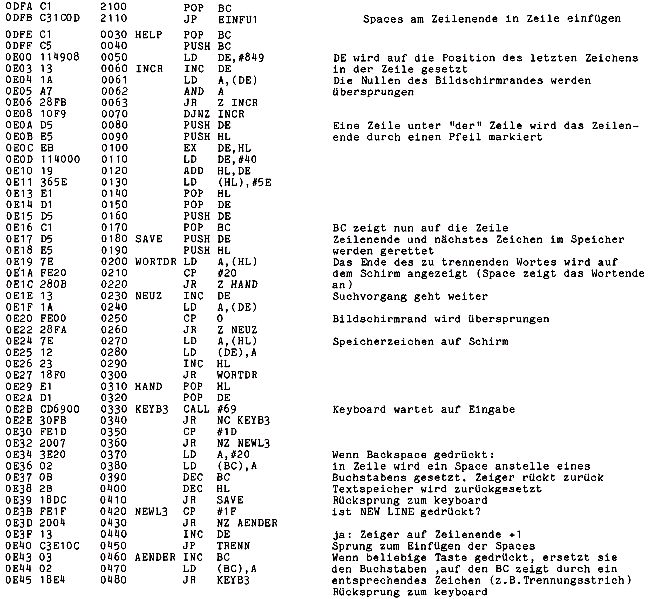 0DFA C1 2100 POP BC
0DFB C31C0D 2110 JP EINFU1 Spaces am Zeilenende in Zeile einfügen
0DFE C1 0030 HELP POP BC
0DFF C5 0040 PUSH BC
0E00 114908 0050 LD DE,#849 DE wird auf die Position des letzten Zeichens
0E03 13 0060 INCR INC DE in der Zeile gesetzt
0E04 1A 0061 LD A,(DE) Die Nullen des Bildschirmrandes werden
0E05 A7 0062 AND A übersprungen
0E06 28FB 0063 JR Z INCR
0E08 10F9 0070 DJNZ INCR
0E0A D5 0080 PUSH DE Eine Zeile unter "der" Zeile wird das Zeilen-
0E0B E5 0090 PUSH HL ende durch einen Pfeil markiert
0E0C EB 0100 EX DE,HL
0E0D 114000 0110 LD DE,#40
0E10 19 0120 ADD HL,DE
0E11 365E 0130 LD (HL),#5E
0E13 E1 0140 POP HL
0E14 D1 0150 POP DE
0E15 D5 0160 PUSH DE
0E16 C1 0170 POP BC BC zeigt nun auf die Zeile
0E17 D5 0180 SAVE PUSH DE Zeilenende und nächstes Zeichen im Speicher
0E18 E5 0190 PUSH HL werden gerettet
0E19 7E 0200 WORTDR LD A,(HL) Das Ende des zu trennenden Wortes wird auf
0E1A FE20 0210 CP #20 dem Schirm angezeigt (Space zeigt das Wortende
0E1C 280B 0220 JR Z HAND an)
0E1E 13 0230 NEUZ INC DE Suchvorgang geht weiter
0E1F 1A 0240 LD A,(DE)
0E20 FE00 0250 CP 0 Bildschirmrand wird übersprungen
0E22 28FA 0260 JR Z NEUZ
0E24 7E 0270 LD A,(HL) Speicherzeichen auf Schirm
0E25 12 0280 LD (DE),A
0E26 23 0290 INC HL
0E27 18F0 0300 JR WORTDR
0E29 E1 0310 HAND POP HL
0E2A D1 0320 POP DE
0E2B CD6900 0330 KEYB3 CALL #69 Keyboard wartet auf Eingabe
0E2E 30FB 0340 JR NC KEYB3
0E30 FE1D 0350 CP #1D
0E32 2007 0360 JR NZ NEWL3
0E34 3E20 0370 LD A,#20 Wenn Backspace gedrückt:
0E36 02 0380 LD (BC),A in Zeile wird ein Space anstelle eines
0E37 0B 0390 DEC BC Buchstabens gesetzt. Zeiger rückt zurück
0E38 2B 0400 DEC HL Textspeicher wird zurückgesetzt
0E39 18DC 0410 JR SAVE Rücksprung zum keyboard
0E3B FE1F 0420 NEWL3 CP #1F ist NEW LINE gedrückt?
0E3D 2004 0430 JR NZ AENDER
0E3F 13 0440 INC DE ja: Zeiger auf Zeilenende +1
0E40 C3E10C 0450 JP TRENN Sprung zum Einfügen der Spaces
0E43 03 0460 AENDER INC BC Wenn beliebige Taste gedrückt, ersetzt sie
0E44 02 0470 LD (BC),A den Buchstaben ,auf den BC zeigt durch ein
0E45 18E4 0480 JR KEYB3 entsprechendes Zeichen (z.B.Trennungsstrich)
Rücksprung zum keyboard